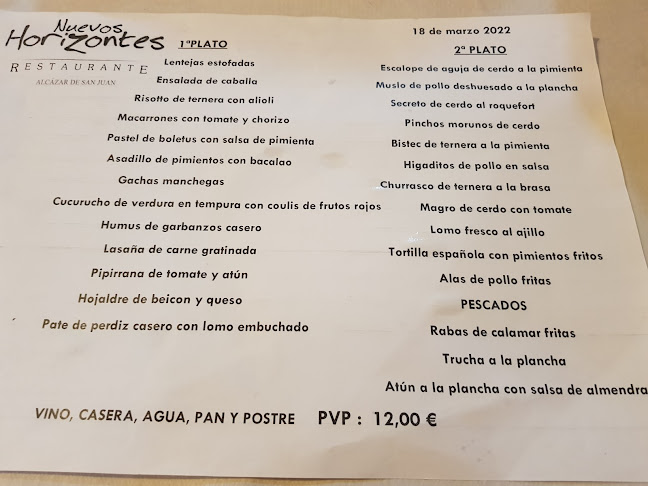 Nuevos
Horizontes
RESTAURANTE
ALCÁZAR DE SAN JUAN
1ºPLATO
Lentejas estofadas
Ensalada de caballa
Risotto de ternera con alioli
Macarrones con tomate y chorizo
Pastel de boletus con salsa de pimienta
Asadillo de pimientos con bacalao
Gachas manchegas
Cucurucho de verdura en tempura con coulis de frutos rojos
Humus de garbanzos casero
Lasaña de carne gratinada
Pipirrana de tomate y atún
Hojaldre de beicon y queso
Pate de perdiz casero con lomo embuchado
18 de marzo 2022
2º PLATO
Escalope de aguja de cerdo a la pimienta
Muslo de pollo deshuesado a la plancha
Secreto de cerdo al roquefort
Pinchos morunos de cerdo
Bistec de ternera a la pimienta
Higaditos de pollo en salsa
Churrasco de ternera a la brasa
Magro de cerdo con tomate
Lomo fresco al ajillo
Tortilla española con pimientos fritos
Alas de pollo fritas
PESCADOS
Rabas de calamar fritas
Trucha a la plancha
Atún a la plancha con salsa de almendra
VINO, CASERA, AGUA, PAN Y POSTRE PVP : 12,00 €